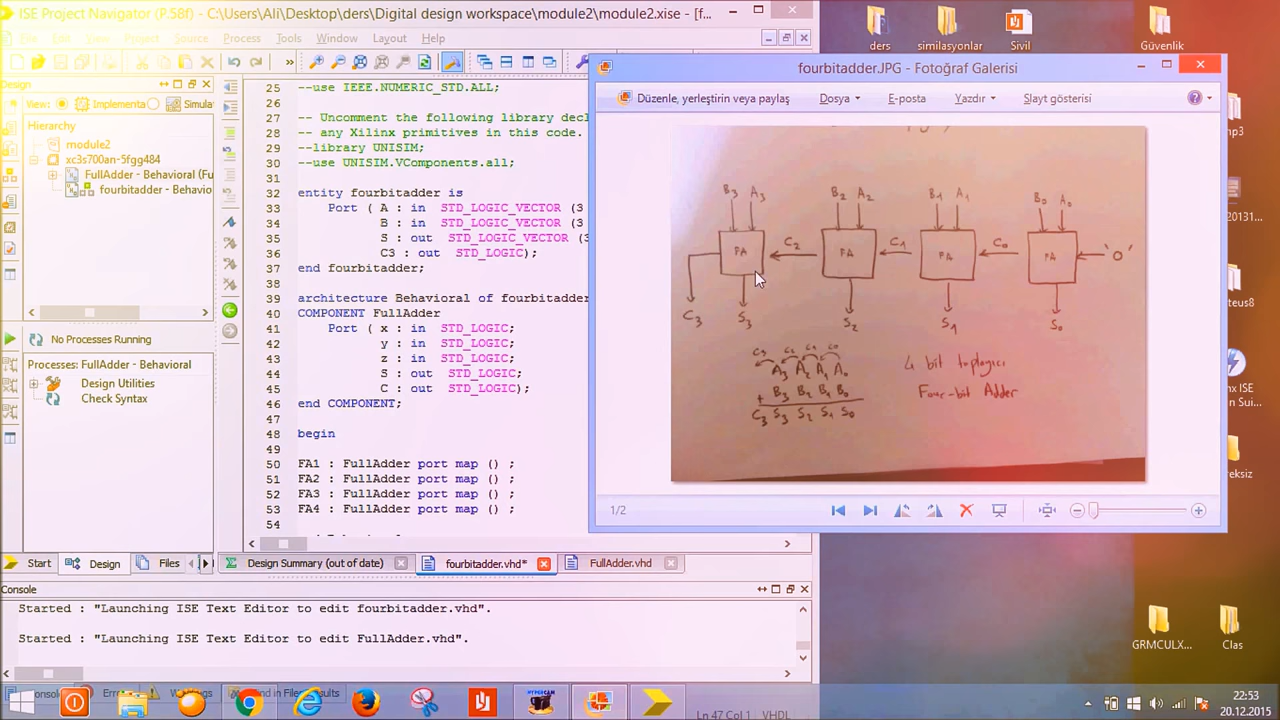 ISE Project Navigator (P.58f) - C:\Users\Ali\Desktop\ders\Digital design workspace\module2\module2.xise - [f...
File Edit View Project Source Process Tools Window Layout Help
Design
View: Implementa Simula
Hierarchy
module2
xc3s700an-5fgg484
FullAdder - Behavioral (Fu
fourbitadder - Behavio
No Processes Running
Processes: FullAdder - Behavioral
Design Utilities
Check Syntax
Start Design Files
25 --use IEEE.NUMERIC_STD.ALL;
26
27 -- Uncomment the following library decl
28 -- any Xilinx primitives in this code.
29 --library UNISIM;
30 --use UNISIM.VComponents.all;
31
32 entity fourbitadder is
33 Port ( A : in STD_LOGIC_VECTOR (3
34 B : in STD_LOGIC_VECTOR (3
35 S : out STD_LOGIC_VECTOR (3
36 C3 : out STD_LOGIC);
37 end fourbitadder;
38
39 architecture Behavioral of fourbitadder
40 COMPONENT FullAdder
41 Port ( x : in STD_LOGIC;
42 y : in STD_LOGIC;
43 z : in STD_LOGIC;
44 S : out STD_LOGIC;
45 C : out STD_LOGIC);
46 end COMPONENT;
47
48 begin
49
50 FA1 : FullAdder port map () ;
51 FA2 : FullAdder port map () ;
52 FA3 : FullAdder port map () ;
53 FA4 : FullAdder port map () ;
54
Design Summary (out of date) fourbitadder.vhd* FullAdder.vhd
Console
Started : "Launching ISE Text Editor to edit fourbitadder.vhd".
Started : "Launching ISE Text Editor to edit FullAdder.vhd".
Console Find in Files Results
Ln 47 Col 1 VHDL
fourbitadder.JPG - Fotoğraf Galerisi
Düzenle, yerleştirin veya paylaş Dosya E-posta Yazdır Slayt gösterisi
B3 A3 B2 A2 B1 A1 B0 A0
FA C2 FA C1 FA C0 FA '0'
C3 S3 S2 S1 S0
C3 C2 C1 C0
A3 A2 A1 A0
+ B3 B2 B1 B0
C3 S3 S2 S1 S0
4 bit toplayıcı
Four-bit Adder
1/2
ders similasyonlar Sivil Güvenlik
GRMCULX... Clas
22:53
20.12.2015